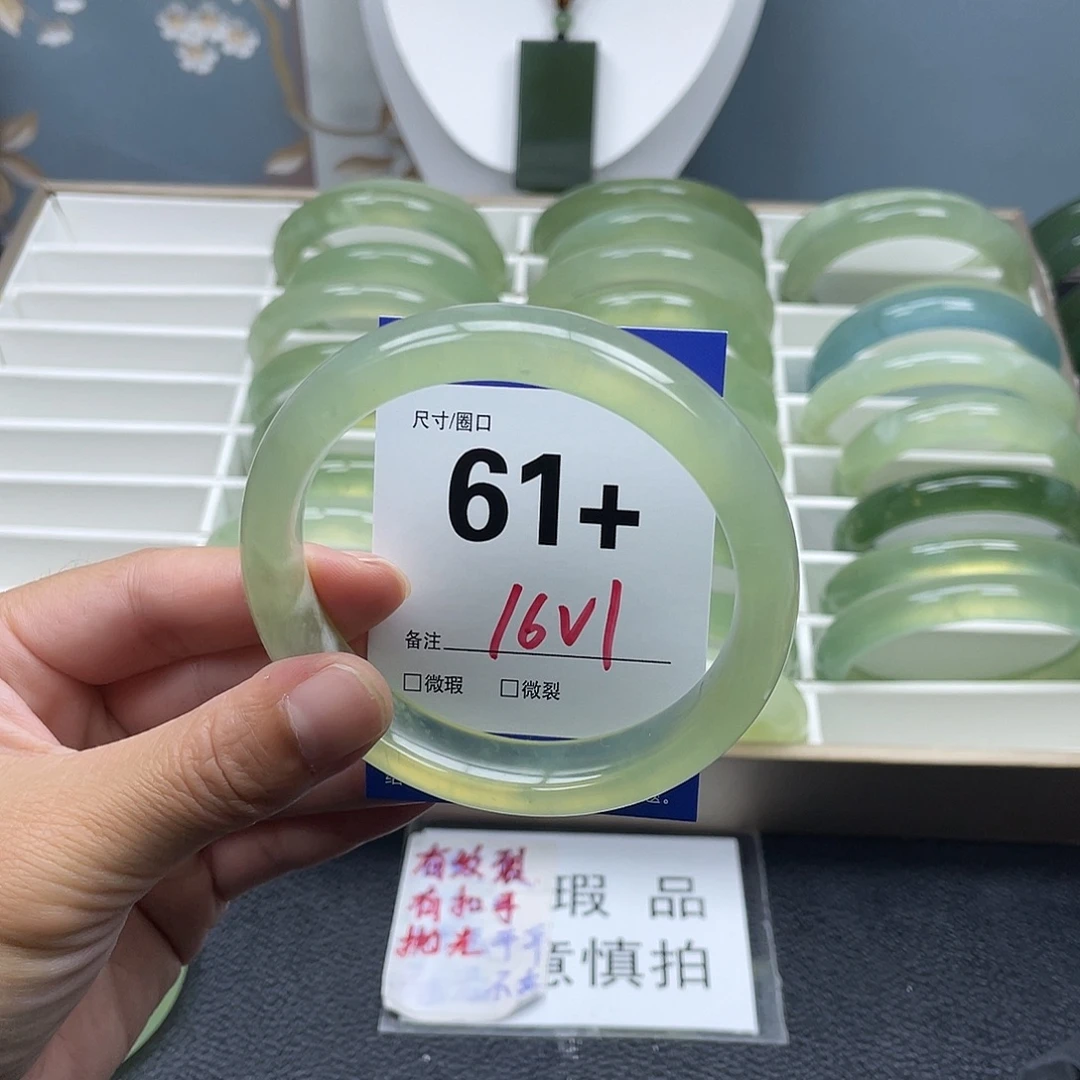 尺寸/圈口
61+
16V1
备注
□微瑕 □微裂
有纹裂
有扣手
抛光
瑕 品
意慎拍